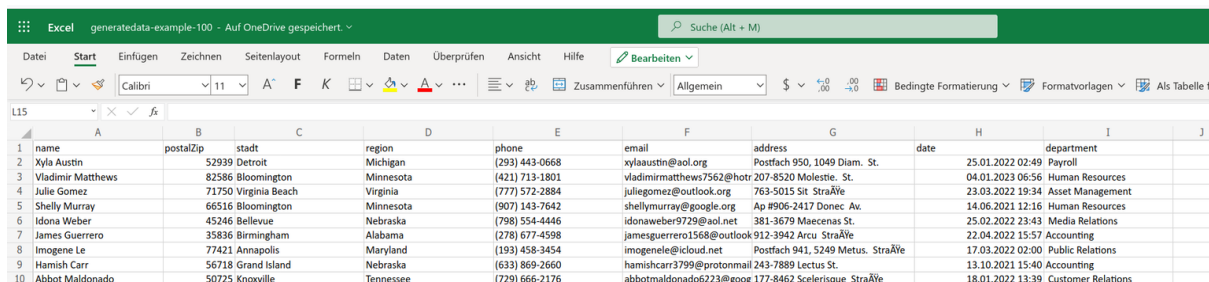 Excel generatedata-example-100 - Auf OneDrive gespeichert. Suche (Alt + M)
Datei Start Einfügen Zeichnen Seitenlayout Formeln Daten Überprüfen Ansicht Hilfe Bearbeiten
Calibri 11 A F K A ab Zusammenführen Allgemein $ Bedingte Formatierung Formatvorlagen Als Tabelle f
L15 fx
A B C D E F G H I J
1 name postalZip stadt region phone email address date department
2 Xyla Austin 52939 Detroit Michigan (293) 443-0668 xylaaustin@aol.org Postfach 950, 1049 Diam. St. 25.01.2022 02:49 Payroll
3 Vladimir Matthews 82586 Bloomington Minnesota (421) 713-1801 vladimirmatthews7562@hotr 207-8520 Molestie. St. 04.01.2023 06:56 Human Resources
4 Julie Gomez 71750 Virginia Beach Virginia (777) 572-2884 juliegomez@outlook.org 763-5015 Sit StraÃŸe 23.03.2022 19:34 Asset Management
5 Shelly Murray 66516 Bloomington Minnesota (907) 143-7642 shellymurray@google.org Ap #906-2417 Donec Av. 14.06.2021 12:16 Human Resources
6 Idona Weber 45246 Bellevue Nebraska (798) 554-4446 idonaweber9729@aol.net 381-3679 Maecenas St. 25.02.2022 23:43 Media Relations
7 James Guerrero 35836 Birmingham Alabama (278) 677-4598 jamesguerrero1568@outlook 912-3942 Arcu StraÃŸe 22.04.2022 15:57 Accounting
8 Imogene Le 77421 Annapolis Maryland (193) 458-3454 imogenele@icloud.net Postfach 941, 5249 Metus. StraÃŸe 17.03.2022 02:00 Public Relations
9 Hamish Carr 56718 Grand Island Nebraska (633) 869-2660 hamishcarr3799@protonmail 243-7889 Lectus St. 13.10.2021 15:40 Accounting
10 Abbot Maldonado 50725 Knoxville Tennessee (729) 666-2176 abbotmaldonado6223@goog 177-8462 Scelerisque StraÃŸe 18.01.2022 13:39 Customer Relations